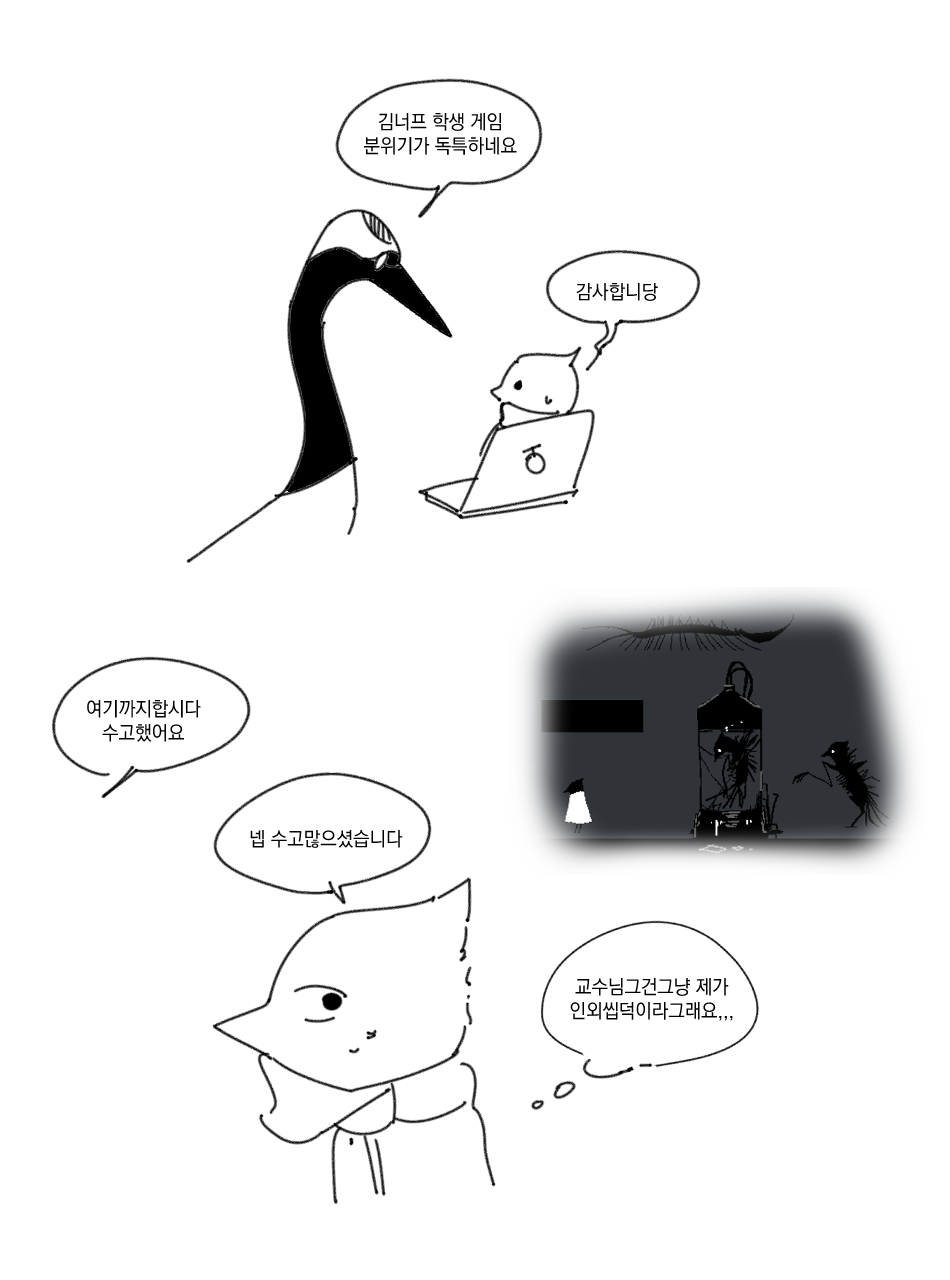 김너프 학생 게임
분위기가 독특하네요
감사합니당
여기까지합시다
수고했어요
넵 수고많으셨습니다
교수님그건그냥 제가
인외씹덕이라그래요,,,